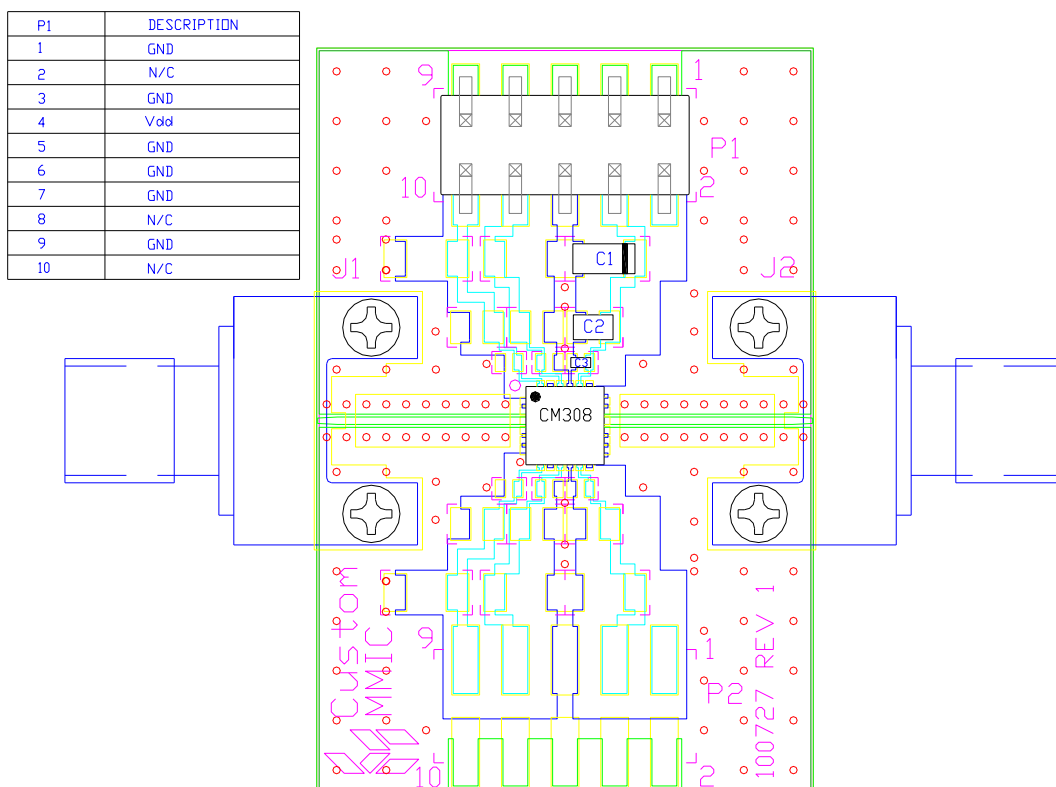 P1 DESCRIPTION
1 GND
2 N/C
3 GND
4 Vdd
5 GND
6 GND
7 GND
8 N/C
9 GND
10 N/C
9 1
P1
10 2
J1 C1 J2
C2
C3
CM308
Custom
MMIC
9 1
P2
10 2
100727 REV 1